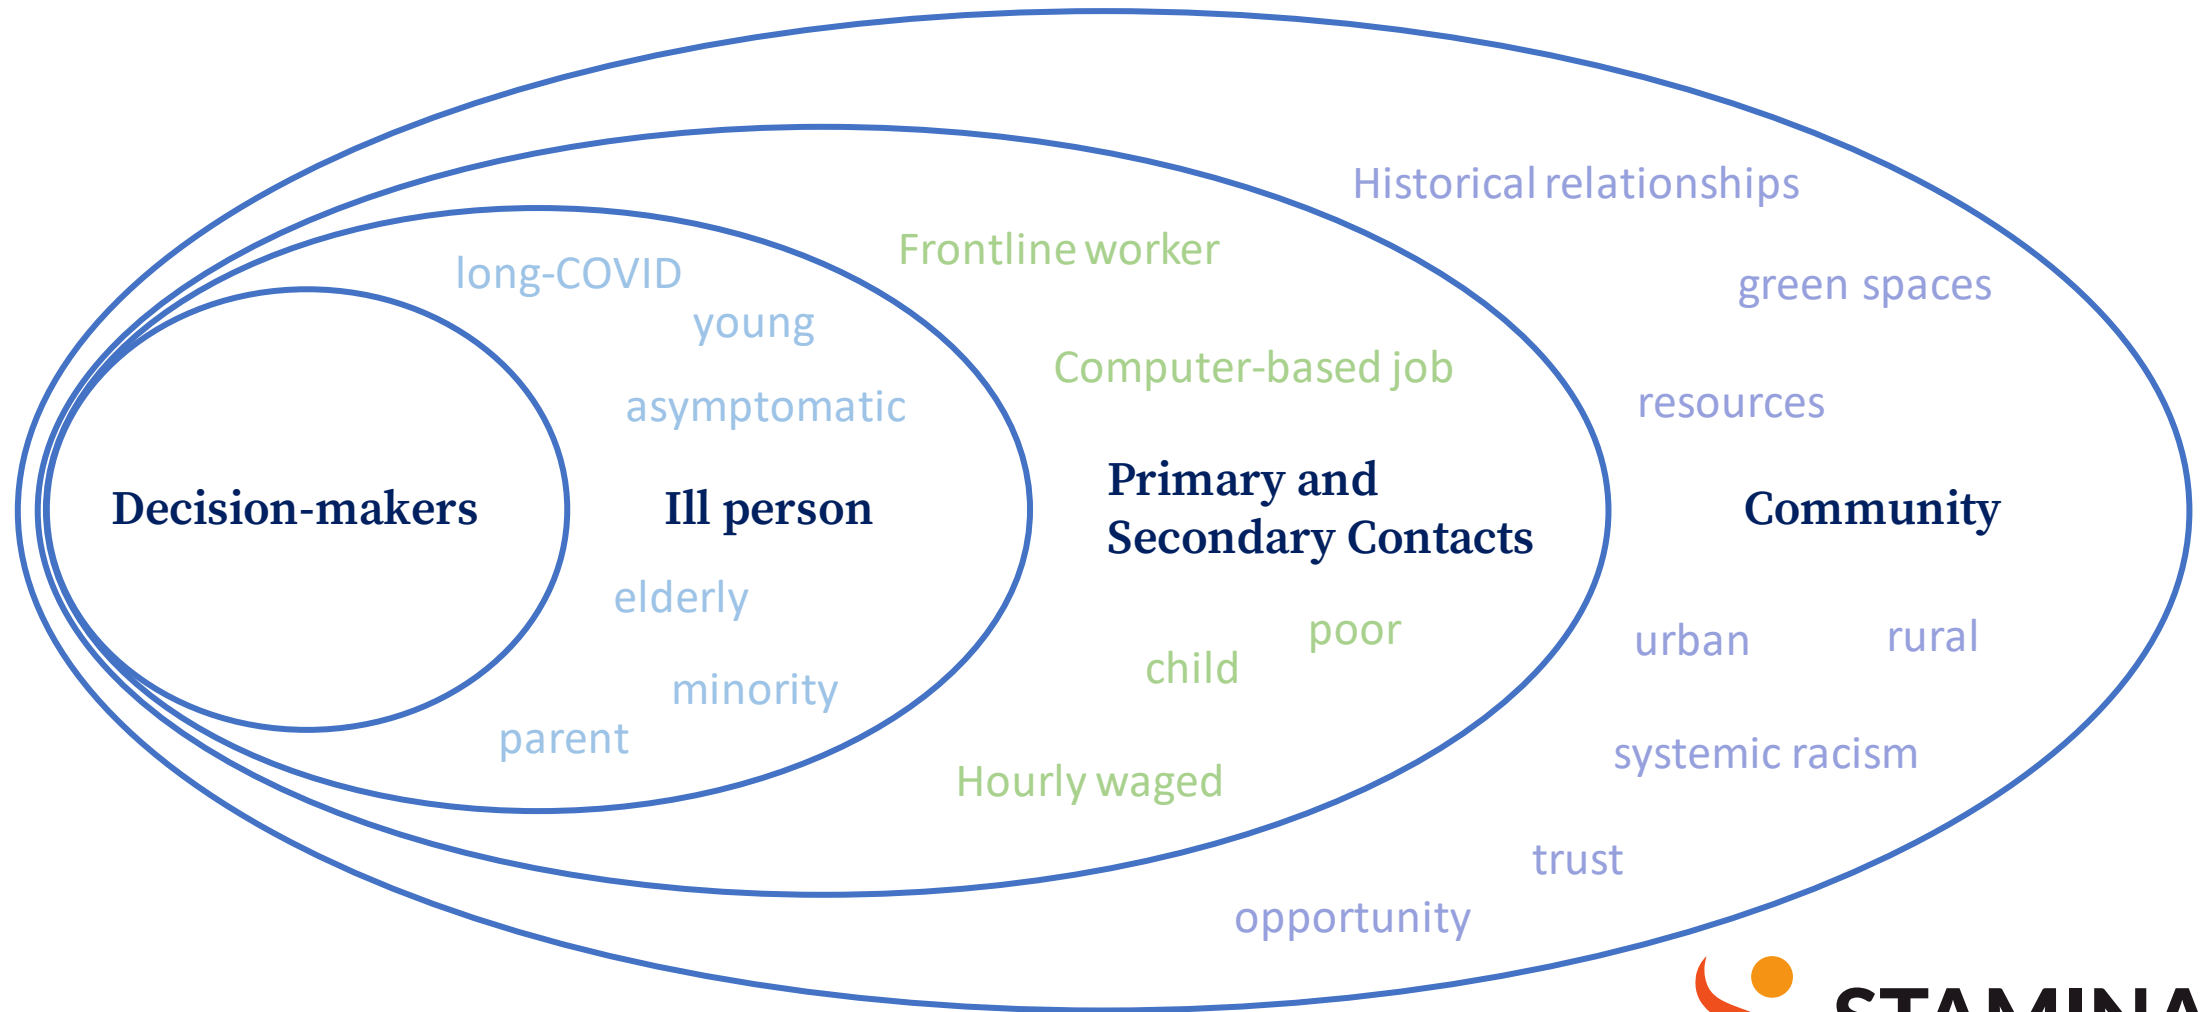 Historical relationships
Frontline worker
long-COVID
green spaces
young
Computer-based job
asymptomatic
resources
Decision-makers
Ill person
Primary and
Secondary Contacts
Community
elderly
poor
urban
rural
child
minority
parent
systemic racism
Hourly waged
trust
opportunity
STAMINA